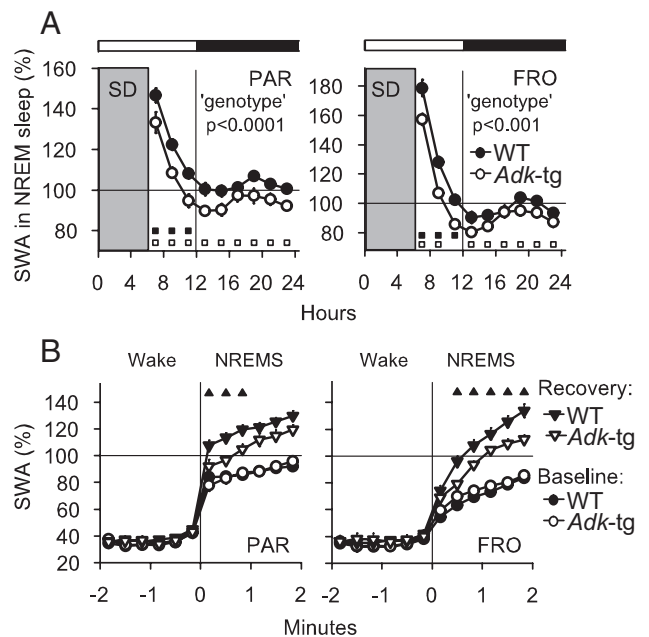 A
SWA in NREM sleep (%)
160
140
120
100
80
SD
PAR
'genotype'
p<0.0001
0 4 8 12 16 20 24
180
160
140
120
100
80
SD
FRO
'genotype'
p<0.001
WT
Adk-tg
0 4 8 12 16 20 24
Hours
B
SWA (%)
Wake NREMS
140
120
100
80
60
40
20
PAR
-2 -1 0 1 2
Wake NREMS
FRO
-2 -1 0 1 2
Recovery:
WT
Adk-tg
Baseline:
WT
Adk-tg
Minutes